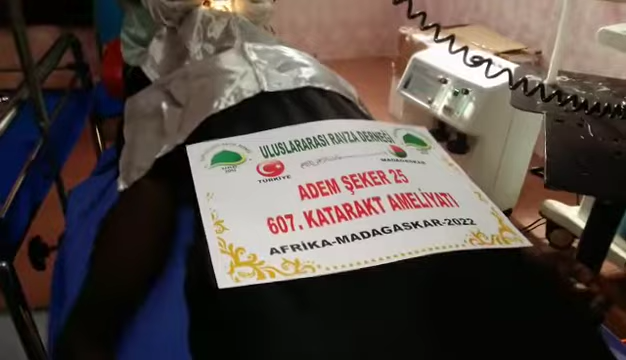 ULUSLARARASI RAVZA DERNEĞİ
TÜRKİYE
MADAGASKAR
ADEM ŞEKER 25
607. KATARAKT AMELİYATI
AFRİKA-MADAGASKAR-2022